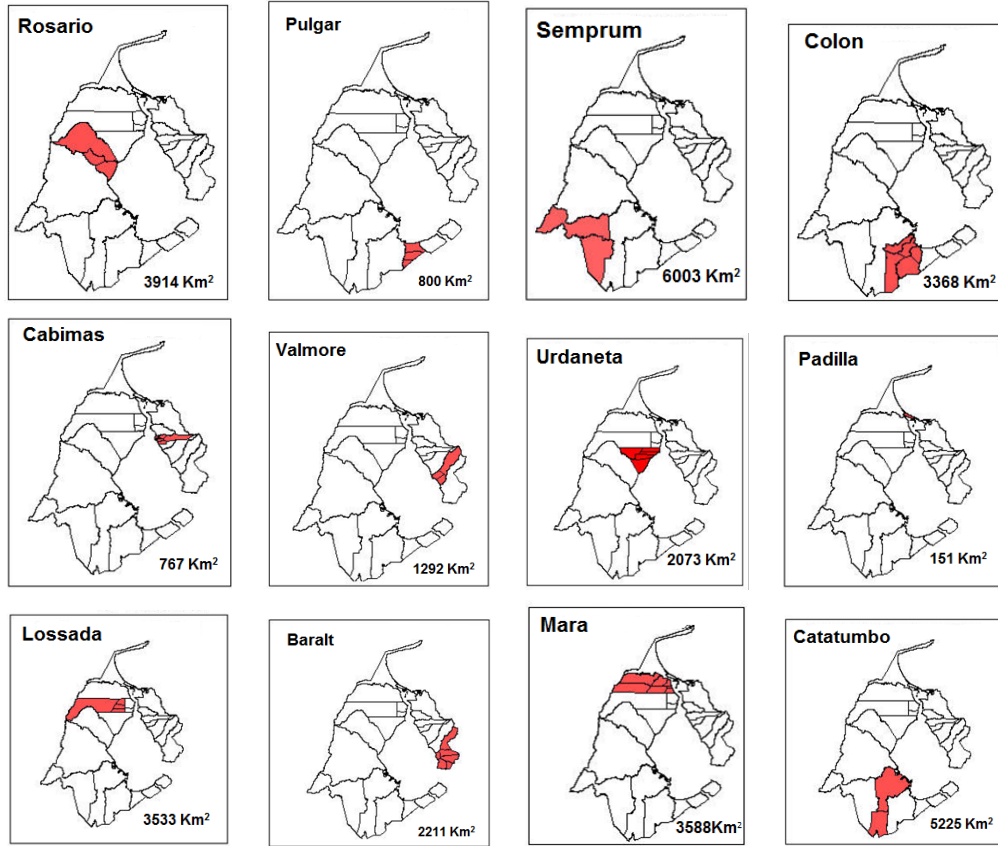 Rosario
3914 Km²
Pulgar
800 Km²
Semprum
6003 Km²
Colon
3368 Km²
Cabimas
767 Km²
Valmore
1292 Km²
Urdaneta
2073 Km²
Padilla
151 Km²
Lossada
3533 Km²
Baralt
2211 Km²
Mara
3588Km²
Catatumbo
5225 Km²